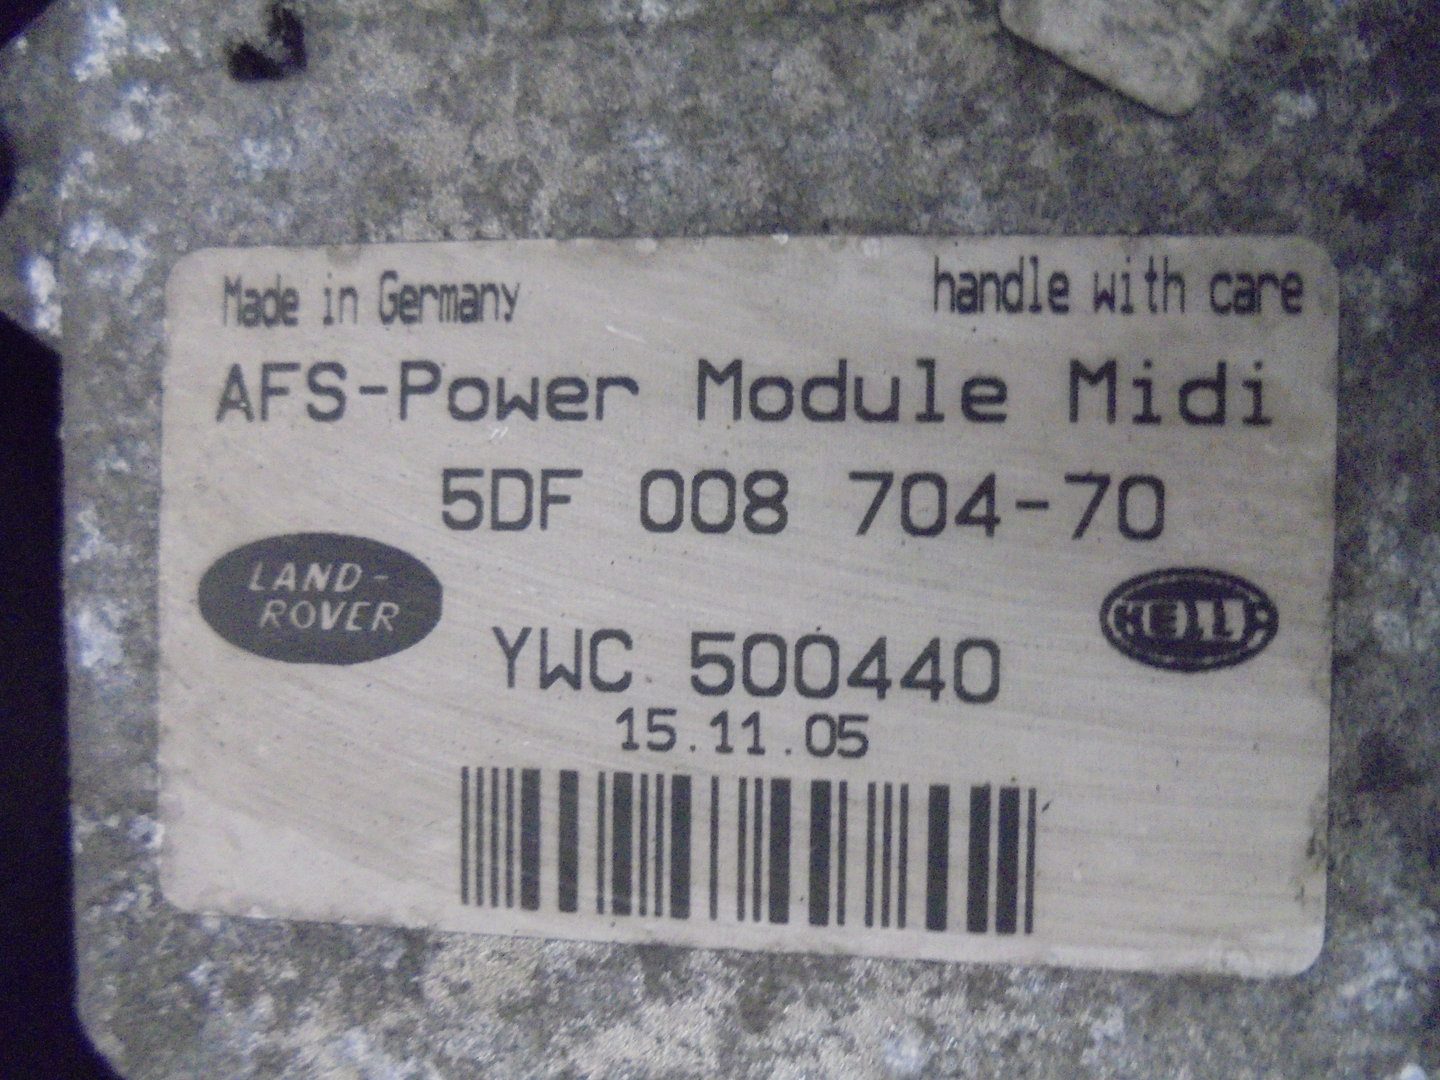 Made in Germany handle with care
AFS-Power Module Midi
5DF 008 704-70
LAND-
ROVER
HELLA
YWC 500440
15.11.05